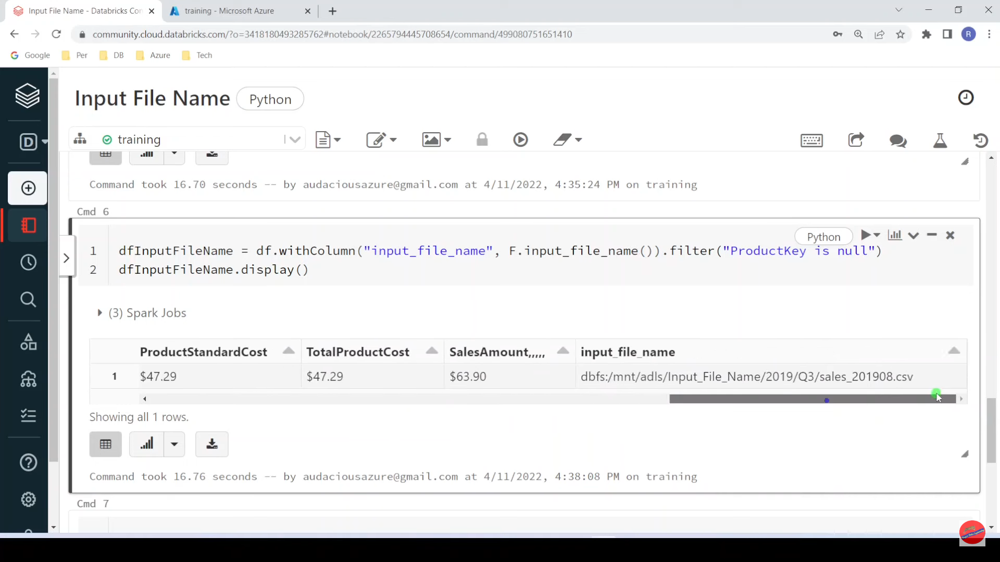 Input File Name - Databricks Con
training - Microsoft Azure
community.cloud.databricks.com/?o=3418180493285762#notebook/2265794445708654/command/499080751651410
R
Google
Per
DB
Azure
Tech
Input File Name
Python
D
training
Command took 16.70 seconds -- by audaciousazure@gmail.com at 4/11/2022, 4:35:24 PM on training
Cmd 6
Python
1 dfInputFileName = df.withColumn("input_file_name", F.input_file_name()).filter("ProductKey is null")
2 dfInputFileName.display()
(3) Spark Jobs
ProductStandardCost TotalProductCost SalesAmount,,,,, input_file_name
1 $47.29 $47.29 $63.90 dbfs:/mnt/adls/Input_File_Name/2019/Q3/sales_201908.csv
Showing all 1 rows.
Command took 16.76 seconds -- by audaciousazure@gmail.com at 4/11/2022, 4:38:08 PM on training
Cmd 7